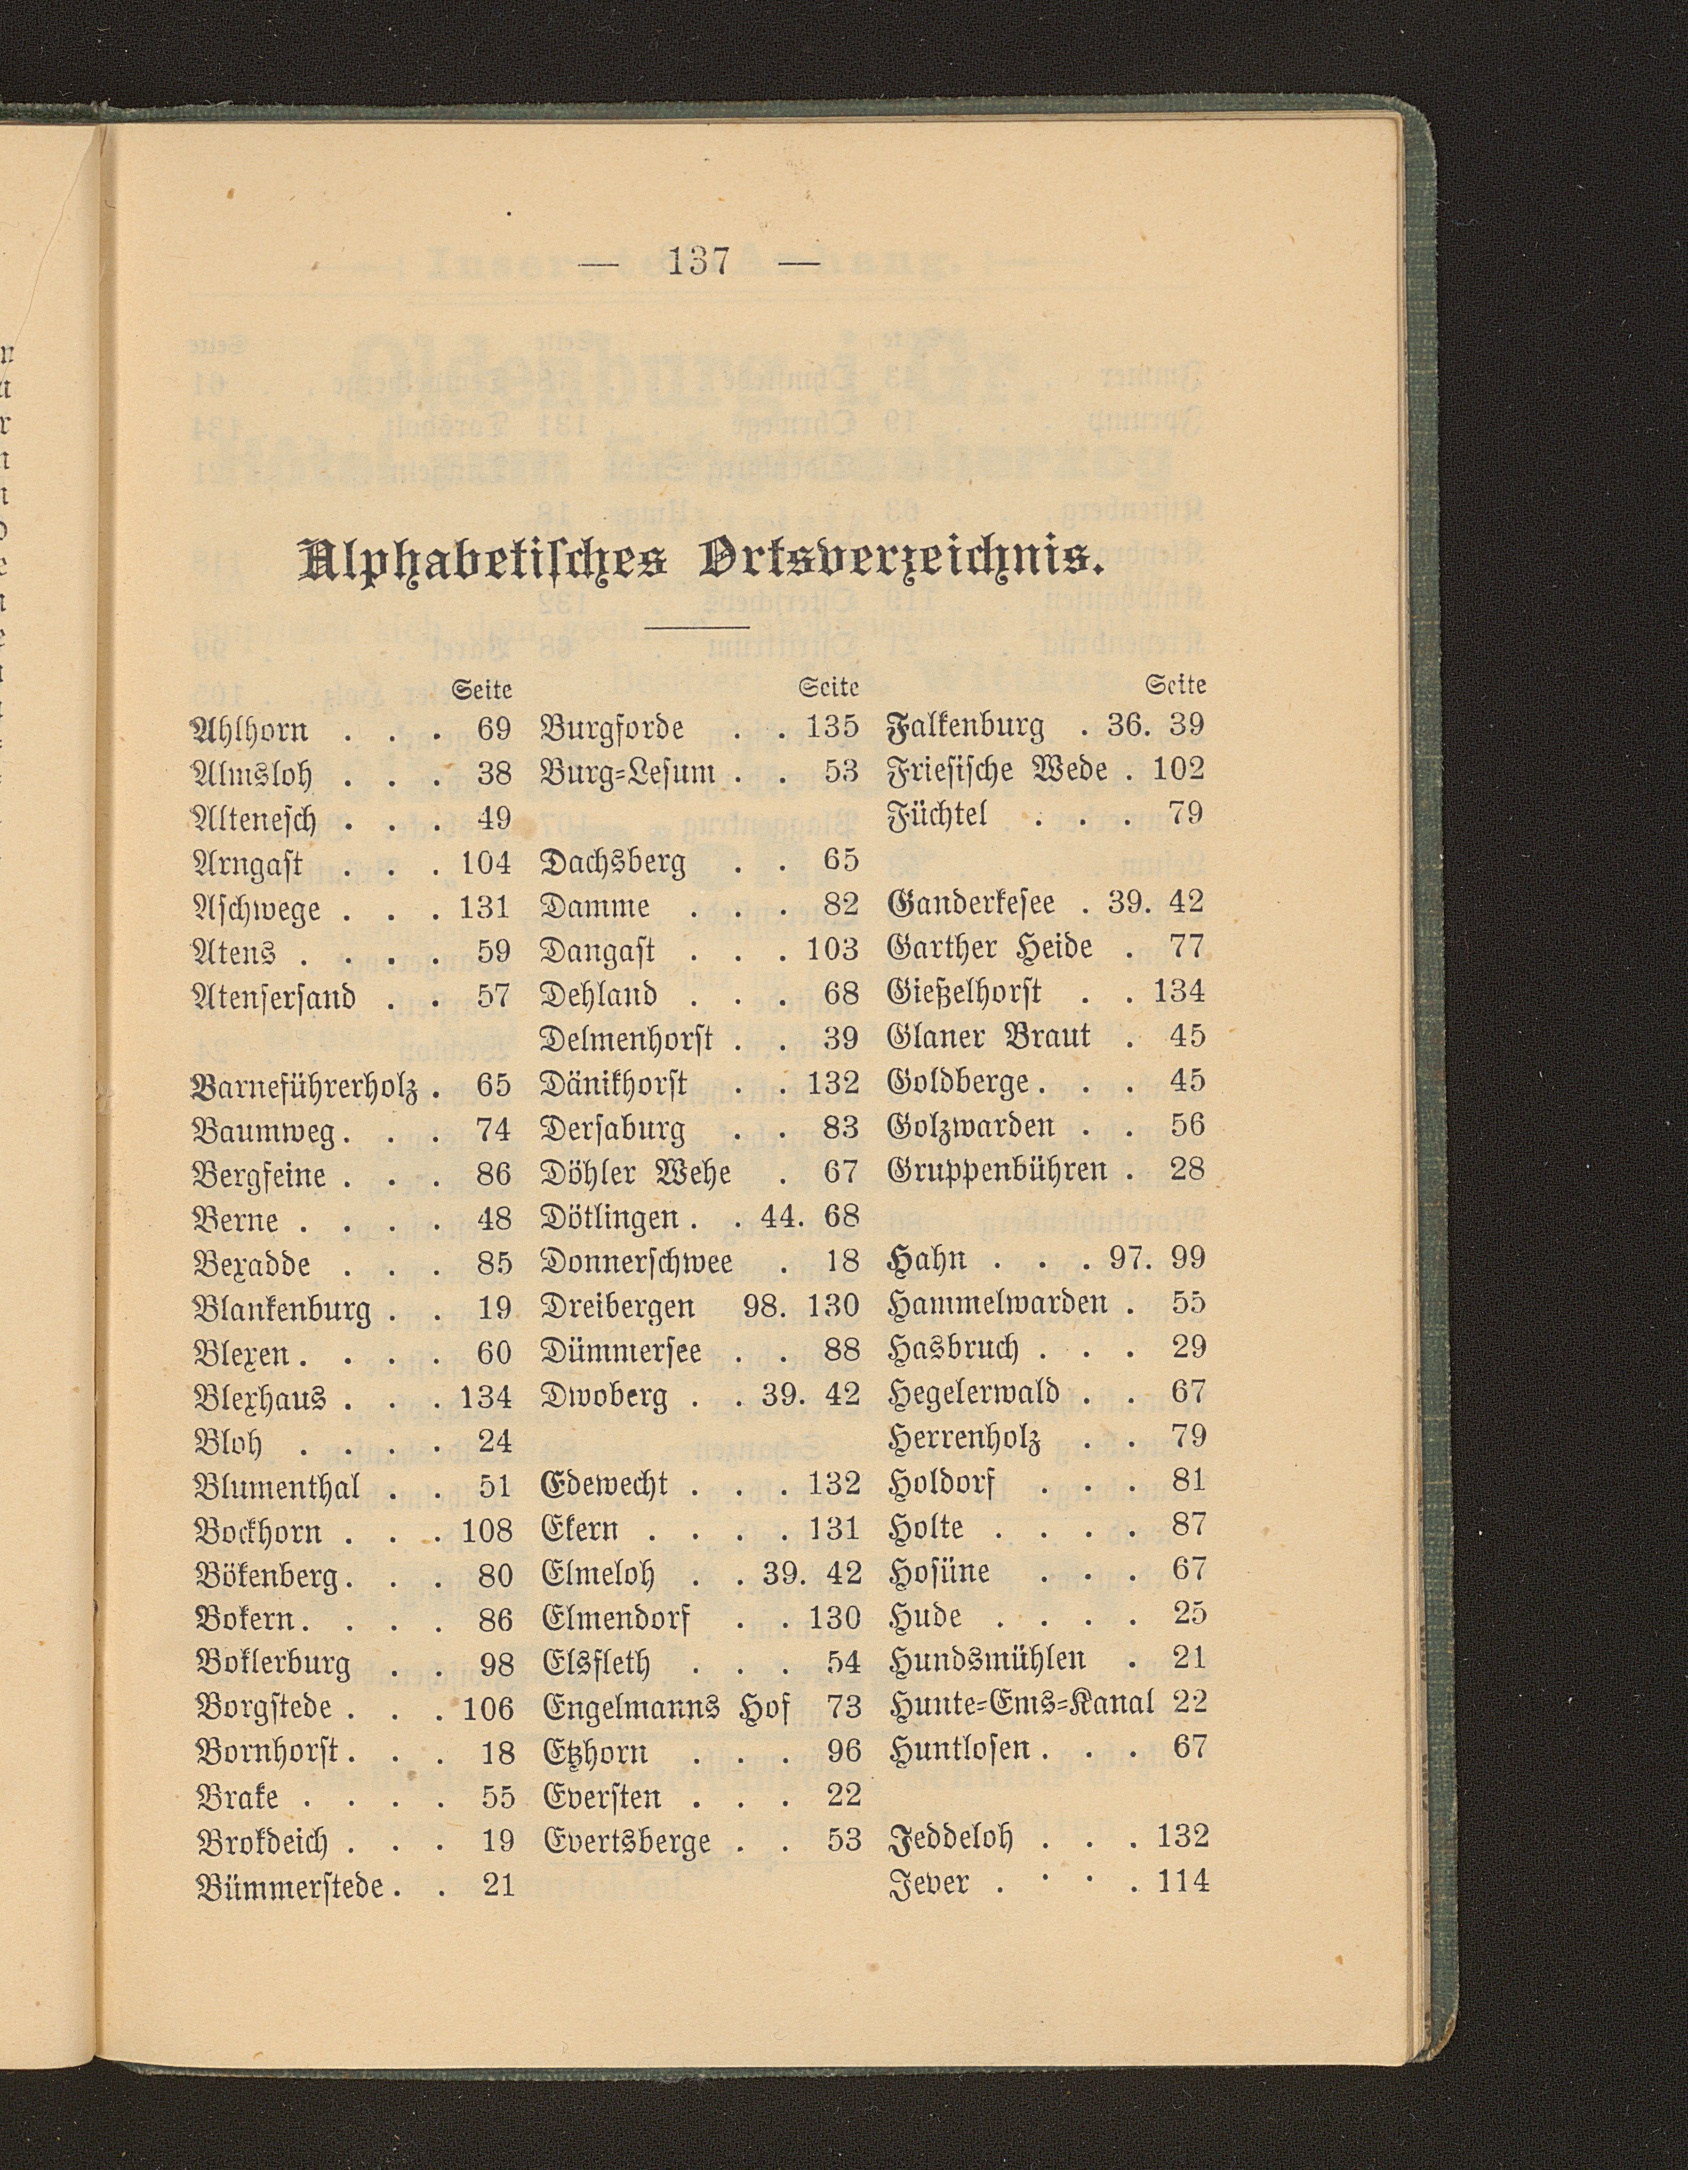 — 137 —
Alphabetiſches Ortsverzeichnis.
Seite
Ahlhorn . . . 69
Almsloh . . . 38
Alteneſch . . . 49
Arngaſt . . . 104
Aſchwege . . . 131
Atens . . . . 59
Atenſerſand . . 57
Barneführerholz . 65
Baumweg . . . 74
Bergfeine . . . 86
Berne . . . . 48
Bexadde . . . 85
Blankenburg . . 19
Blexen . . . . 60
Blexhaus . . . 134
Bloh . . . . 24
Blumenthal . . 51
Bockhorn . . . 108
Bökenberg . . . 80
Bokern . . . . 86
Boklerburg . . 98
Borgſtede . . . 106
Bornhorſt . . . 18
Brake . . . . 55
Brokdeich . . . 19
Bümmerſtede . . 21
Seite
Burgforde . . 135
Burg=Leſum . . 53
Dachsberg . . 65
Damme . . . 82
Dangaſt . . . 103
Dehland . . . 68
Delmenhorſt . . 39
Dänikhorſt . . 132
Derſaburg . . 83
Döhler Wehe . 67
Dötlingen . . 44. 68
Donnerſchwee . 18
Dreibergen 98. 130
Dümmerſee . . 88
Dwoberg . . 39. 42
Edewecht . . . 132
Ekern . . . . 131
Elmeloh . . 39. 42
Elmendorf . . 130
Elsfleth . . . 54
Engelmanns Hof 73
Etzhorn . . . 96
Everſten . . . 22
Evertsberge . . 53
Seite
Falkenburg . 36. 39
Frieſiſche Wede . 102
Füchtel . . . 79
Ganderkeſee . 39. 42
Garther Heide . 77
Gießelhorſt . . 134
Glaner Braut . 45
Goldberge . . . 45
Golzwarden . . 56
Gruppenbühren . 28
Hahn . . . 97. 99
Hammelwarden . 55
Hasbruch . . . 29
Hegelerwald . . 67
Herrenholz . . 79
Holdorf . . . 81
Holte . . . . 87
Hoſüne . . . 67
Hude . . . . 25
Hundsmühlen . 21
Hunte=Ems=Kanal 22
Huntloſen . . . 67
Jeddeloh . . . 132
Jever . . . . 114